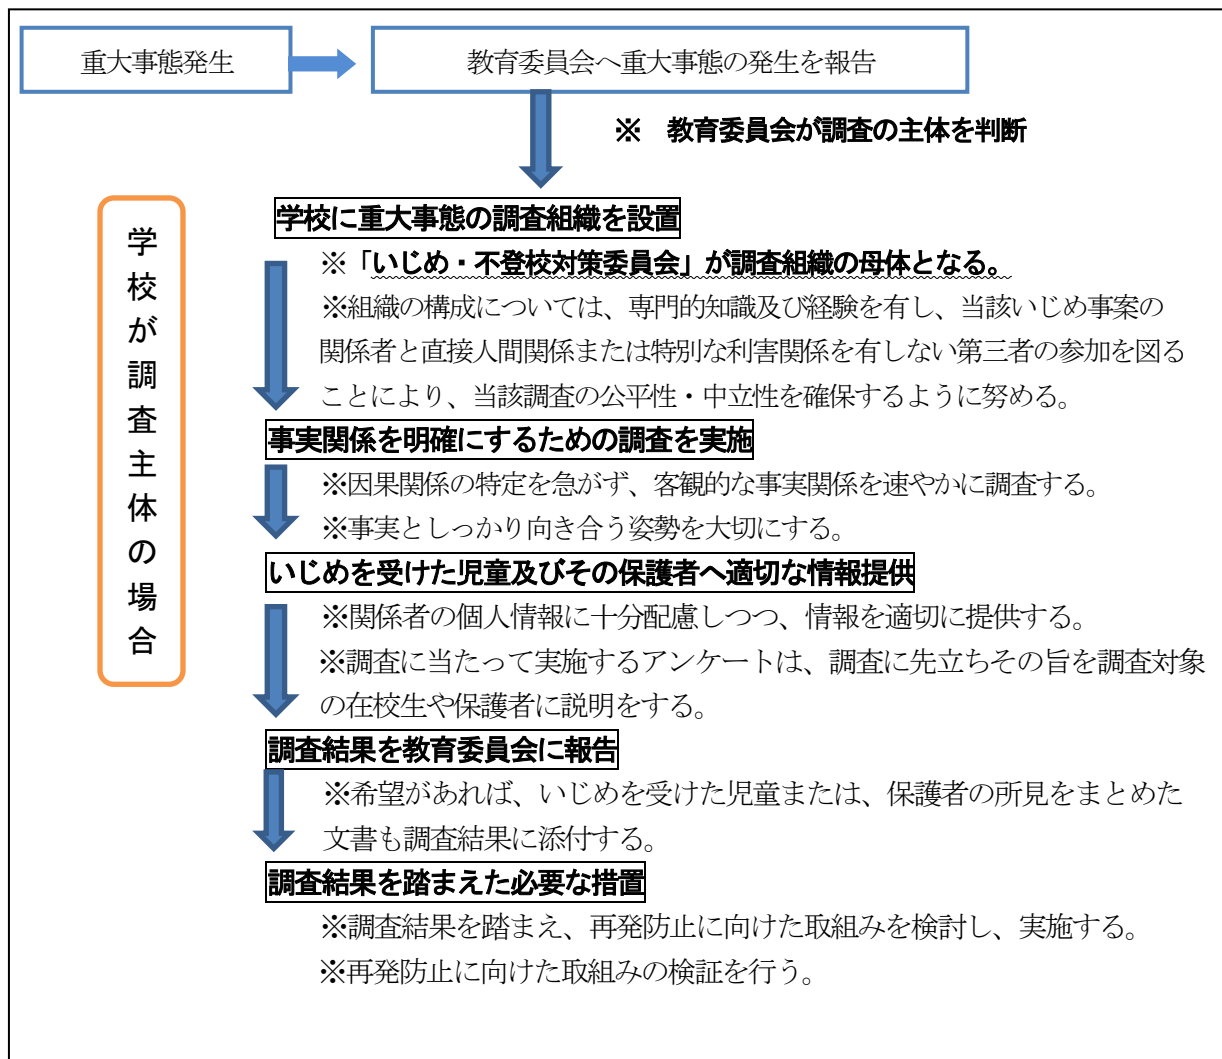 重大事態発生
教育委員会へ重大事態の発生を報告
※　教育委員会が調査の主体を判断
学校が調査主体の場合
学校に重大事態の調査組織を設置
※「いじめ・不登校対策委員会」が調査組織の母体となる。
※組織の構成については、専門的知識及び経験を有し、当該いじめ事案の
関係者と直接人間関係または特別な利害関係を有しない第三者の参加を図る
ことにより、当該調査の公平性・中立性を確保するように努める。
事実関係を明確にするための調査を実施
※因果関係の特定を急がず、客観的な事実関係を速やかに調査する。
※事実としっかり向き合う姿勢を大切にする。
いじめを受けた児童及びその保護者へ適切な情報提供
※関係者の個人情報に十分配慮しつつ、情報を適切に提供する。
※調査に当たって実施するアンケートは、調査に先立ちその旨を調査対象
の在校生や保護者に説明をする。
調査結果を教育委員会に報告
※希望があれば、いじめを受けた児童または、保護者の所見をまとめた
文書も調査結果に添付する。
調査結果を踏まえた必要な措置
※調査結果を踏まえ、再発防止に向けた取組みを検討し、実施する。
※再発防止に向けた取組みの検証を行う。